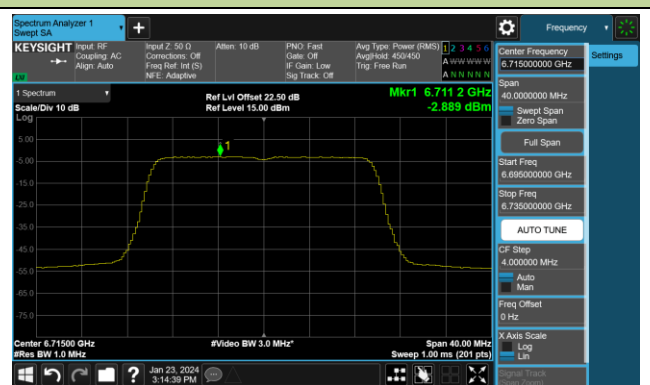 Spectrum Analyzer 1
Swept SA
Frequency
KEYSIGHT
Input: RF
Coupling: AC
Align: Auto
Input Z: 50 Ω
Corrections: Off
Freq Ref: Int (S)
NFE: Adaptive
Atten: 10 dB
PNO: Fast
Gate: Off
IF Gain: Low
Sig Track: Off
Avg Type: Power (RMS)
Avg|Hold: 450/450
Trig: Free Run
1 2 3 4 5 6
A W W W W W
A N N N N N
LW
1 Spectrum
Scale/Div 10 dB
Log
Ref Lvl Offset 22.50 dB
Ref Level 15.00 dBm
Mkr1 6.711 2 GHz
-2.889 dBm
1
5.00
-5.00
-15.0
-25.0
-35.0
-45.0
-55.0
-65.0
-75.0
Center 6.71500 GHz
#Res BW 1.0 MHz
#Video BW 3.0 MHz*
Span 40.00 MHz
Sweep 1.00 ms (201 pts)
Jan 23, 2024
3:14:39 PM
Center Frequency
6.715000000 GHz
Settings
Span
40.0000000 MHz
Swept Span
Zero Span
Full Span
Start Freq
6.695000000 GHz
Stop Freq
6.735000000 GHz
AUTO TUNE
CF Step
4.000000 MHz
Auto
Man
Freq Offset
0 Hz
X Axis Scale
Log
Lin
Signal Track
(Span Zoom)